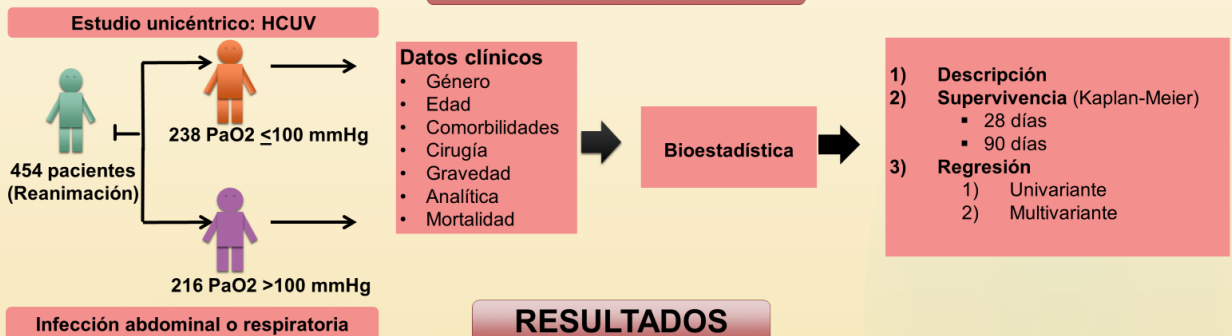 Estudio unicéntrico: HCUV
454 pacientes
(Reanimación)
238 PaO2 ≤100 mmHg
216 PaO2 >100 mmHg
Infección abdominal o respiratoria
Datos clínicos
• Género
• Edad
• Comorbilidades
• Cirugía
• Gravedad
• Analítica
• Mortalidad
Bioestadística
1) Descripción
2) Supervivencia (Kaplan-Meier)
▪ 28 días
▪ 90 días
3) Regresión
1) Univariante
2) Multivariante
RESULTADOS